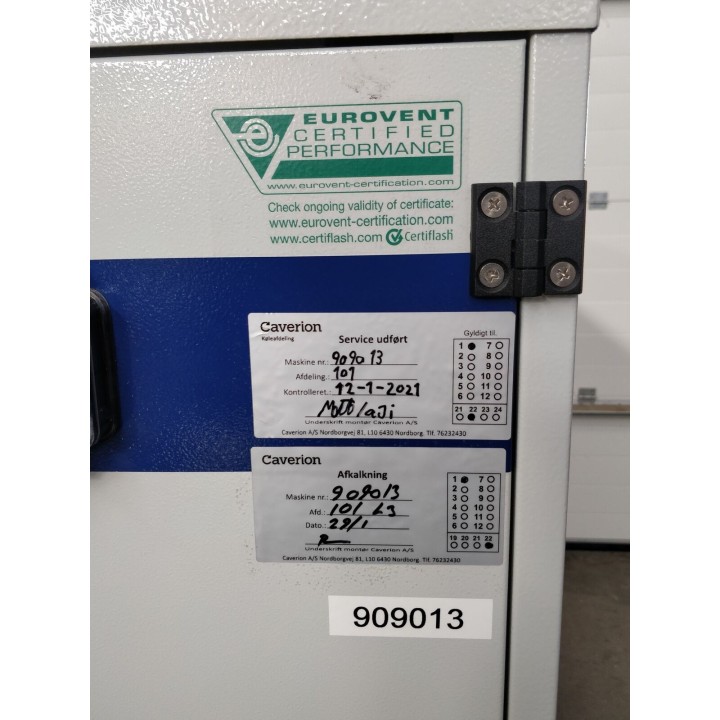 EUROVENT
CERTIFIED
PERFORMANCE
www.eurovent-certification.com
Check ongoing validity of certificate:
www.eurovent-certification.com
www.certiflash.com Certiflash
Caverion
Køleafdeling
Service udført
Gyldigt til.
Maskine nr.: 909013
Afdeling.: 101
Kontrolleret.: 12-1-2021
Underskrift montør Caverion A/S
Caverion A/S Nordborgvej 81, L10 6430 Nordborg. Tlf. 76232430
1 7
2 8
3 9
4 10
5 11
6 12
21 22 23 24
Caverion
Afkalkning
Maskine nr.: 909013
Afd.: 101 L3
Dato.: 29/1
Underskrift montør Caverion A/S
Caverion A/S Nordborgvej 81, L10 6430 Nordborg. Tlf. 76232430
1 7
2 8
3 9
4 10
5 11
6 12
19 20 21 22
909013